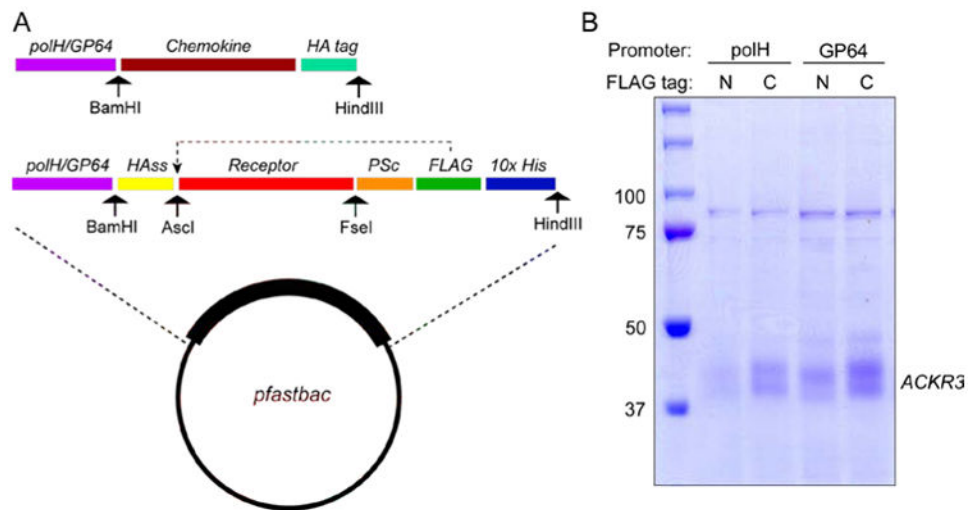 A
polH/GP64 Chemokine HA tag
BamHI HindIII
polH/GP64 HAss Receptor PSc FLAG 10x His
BamHI AscI FseI HindIII
pfastbac
B
Promoter: polH GP64
FLAG tag: N C N C
100
75
50
ACKR3
37